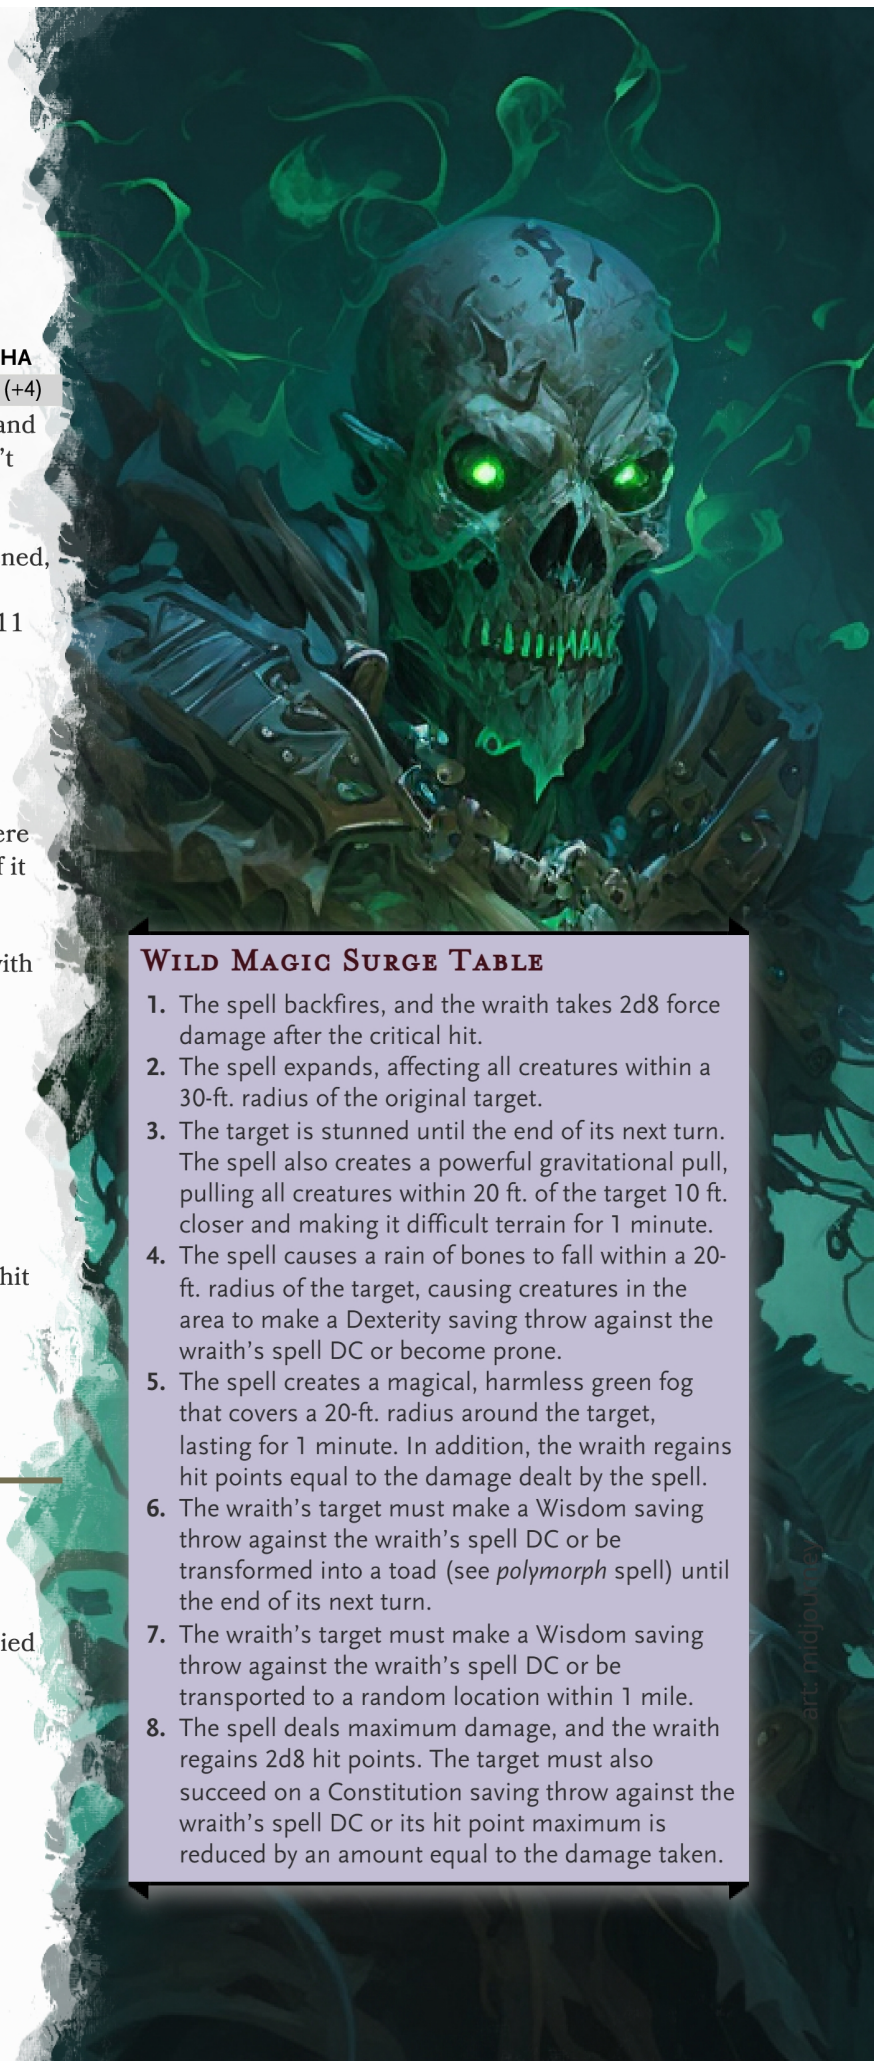 HA
(+4)
and
't
ned,
11
ere
f it
vith
hit
ied
WILD MAGIC SURGE TABLE
1. The spell backfires, and the wraith takes 2d8 force
damage after the critical hit.
2. The spell expands, affecting all creatures within a
30-ft. radius of the original target.
3. The target is stunned until the end of its next turn.
The spell also creates a powerful gravitational pull,
pulling all creatures within 20 ft. of the target 10 ft.
closer and making it difficult terrain for 1 minute.
4. The spell causes a rain of bones to fall within a 20-
ft. radius of the target, causing creatures in the
area to make a Dexterity saving throw against the
wraith's spell DC or become prone.
5. The spell creates a magical, harmless green fog
that covers a 20-ft. radius around the target,
lasting for 1 minute. In addition, the wraith regains
hit points equal to the damage dealt by the spell.
6. The wraith's target must make a Wisdom saving
throw against the wraith's spell DC or be
transformed into a toad (see polymorph spell) until
the end of its next turn.
7. The wraith's target must make a Wisdom saving
throw against the wraith's spell DC or be
transported to a random location within 1 mile.
8. The spell deals maximum damage, and the wraith
regains 2d8 hit points. The target must also
succeed on a Constitution saving throw against the
wraith's spell DC or its hit point maximum is
reduced by an amount equal to the damage taken.
art: midjourney